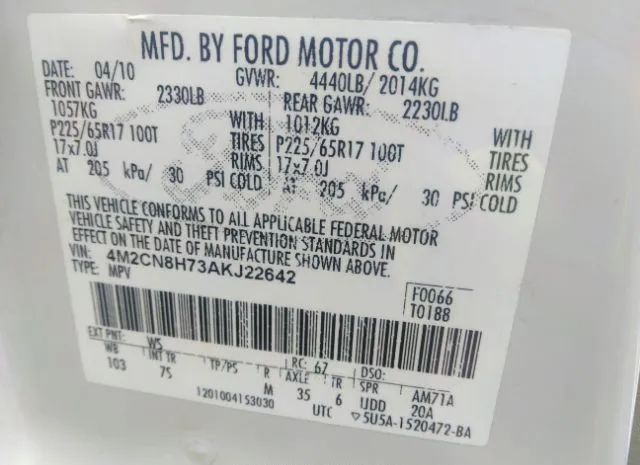 MFD. BY FORD MOTOR CO.
DATE: 04/10 GVWR: 4440LB/ 2014KG
FRONT GAWR: 2330LB REAR GAWR: 2230LB
1057KG WITH 1012KG WITH
P225/65R17 100T TIRES P225/65R17 100T TIRES
17x7.0J RIMS 17x7.0J RIMS
AT 205 kPa/ 30 PSI COLD AT 205 kPa/ 30 PSI COLD
THIS VEHICLE CONFORMS TO ALL APPLICABLE FEDERAL MOTOR
VEHICLE SAFETY AND THEFT PREVENTION STANDARDS IN
EFFECT ON THE DATE OF MANUFACTURE SHOWN ABOVE.
VIN: 4M2CN8H73AKJ22642
TYPE: MPV
F0066
T0188
EXT PNT: WS RC: 67 DSO:
WB INT TR TP/PS R AXLE TR SPR AM71A
103 75 M 35 6 UDD 20A
1201004153030 UTC ▽5U5A-1520472-BA